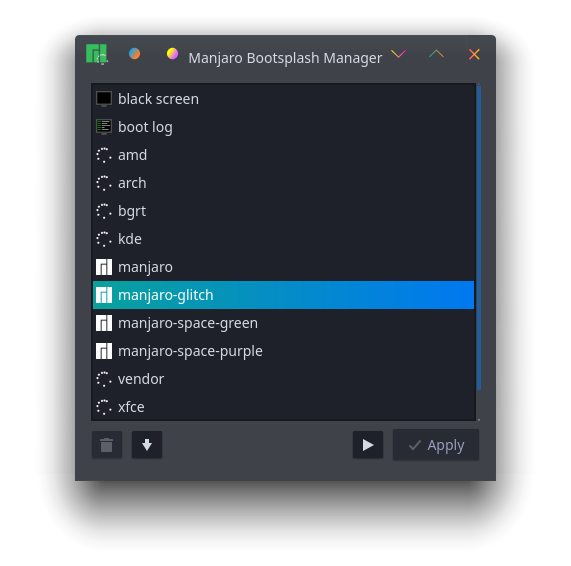 Manjaro Bootsplash Manager
black screen
boot log
amd
arch
bgrt
kde
manjaro
manjaro-glitch
manjaro-space-green
manjaro-space-purple
vendor
xfce
Apply